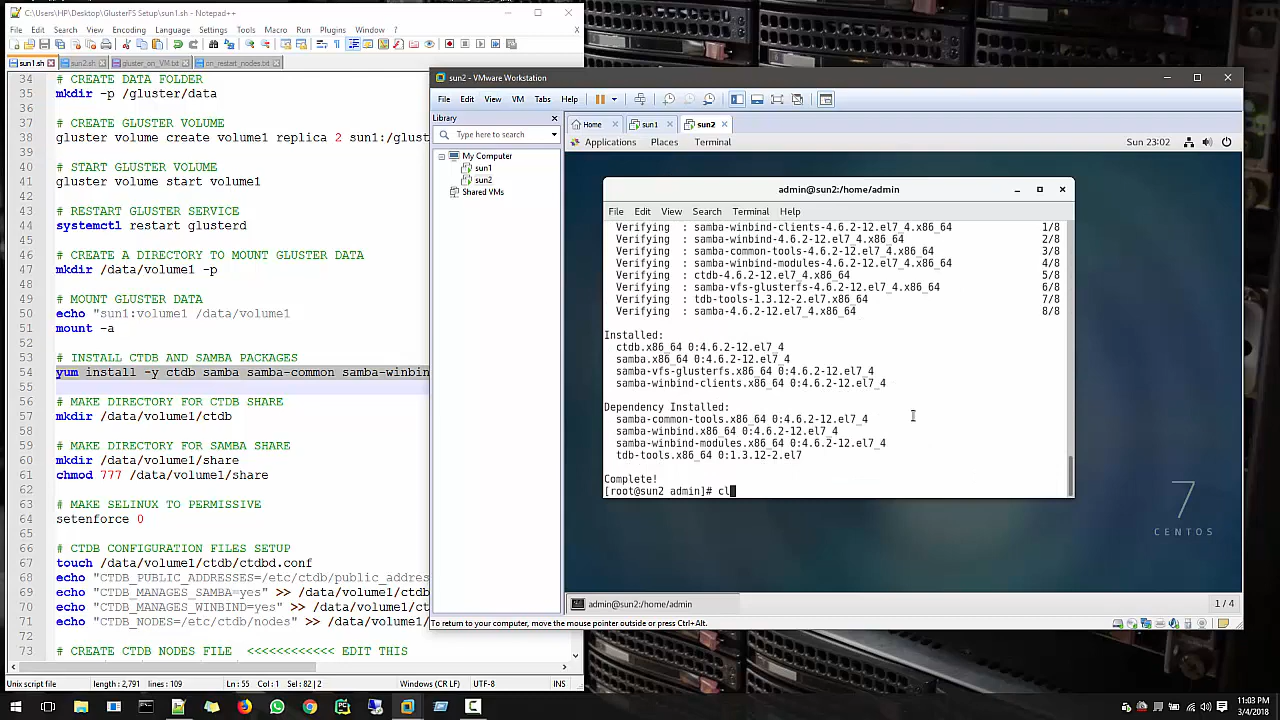 C:\Users\HP\Desktop\GlusterFS Setup\sun1.sh - Notepad++
File Edit Search View Encoding Language Settings Tools Macro Run Plugins Window ?
sun1.sh sun2.sh gluster_on_VM.txt on_restart_nodes.txt
34 # CREATE DATA FOLDER
35 mkdir -p /gluster/data
36
37 # CREATE GLUSTER VOLUME
38 gluster volume create volume1 replica 2 sun1:/glust
39
40 # START GLUSTER VOLUME
41 gluster volume start volume1
42
43 # RESTART GLUSTER SERVICE
44 systemctl restart glusterd
45
46 # CREATE A DIRECTORY TO MOUNT GLUSTER DATA
47 mkdir /data/volume1 -p
48
49 # MOUNT GLUSTER DATA
50 echo "sun1:volume1 /data/volume1
51 mount -a
52
53 # INSTALL CTDB AND SAMBA PACKAGES
54 yum install -y ctdb samba samba-common samba-winbin
55
56 # MAKE DIRECTORY FOR CTDB SHARE
57 mkdir /data/volume1/ctdb
58
59 # MAKE DIRECTORY FOR SAMBA SHARE
60 mkdir /data/volume1/share
61 chmod 777 /data/volume1/share
62
63 # MAKE SELINUX TO PERMISSIVE
64 setenforce 0
65
66 # CTDB CONFIGURATION FILES SETUP
67 touch /data/volume1/ctdb/ctdbd.conf
68 echo "CTDB_PUBLIC_ADDRESSES=/etc/ctdb/public_addres
69 echo "CTDB_MANAGES_SAMBA=yes" >> /data/volume1/ctdb
70 echo "CTDB_MANAGES_WINBIND=yes" >> /data/volume1/ct
71 echo "CTDB_NODES=/etc/ctdb/nodes" >> /data/volume1/
72
73 # CREATE CTDB NODES FILE <<<<<<<<<<<< EDIT THIS
Unix script file length : 2,791 lines : 109 Ln : 55 Col : 1 Sel : 82 | 2 Windows (CR LF) UTF-8 INS
sun2 - VMware Workstation
File Edit View VM Tabs Help
Library
Type here to search
My Computer
sun1
sun2
Shared VMs
Home sun1 sun2
Applications Places Terminal Sun 23:02
admin@sun2:/home/admin
File Edit View Search Terminal Help
Verifying : samba-winbind-clients-4.6.2-12.el7_4.x86_64 1/8
Verifying : samba-winbind-4.6.2-12.el7_4.x86_64 2/8
Verifying : samba-common-tools-4.6.2-12.el7_4.x86_64 3/8
Verifying : samba-winbind-modules-4.6.2-12.el7_4.x86_64 4/8
Verifying : ctdb-4.6.2-12.el7_4.x86_64 5/8
Verifying : samba-vfs-glusterfs-4.6.2-12.el7_4.x86_64 6/8
Verifying : tdb-tools-1.3.12-2.el7.x86_64 7/8
Verifying : samba-4.6.2-12.el7_4.x86_64 8/8
Installed:
ctdb.x86_64 0:4.6.2-12.el7_4
samba.x86_64 0:4.6.2-12.el7_4
samba-vfs-glusterfs.x86_64 0:4.6.2-12.el7_4
samba-winbind-clients.x86_64 0:4.6.2-12.el7_4
Dependency Installed:
samba-common-tools.x86_64 0:4.6.2-12.el7_4
samba-winbind.x86_64 0:4.6.2-12.el7_4
samba-winbind-modules.x86_64 0:4.6.2-12.el7_4
tdb-tools.x86_64 0:1.3.12-2.el7
Complete!
[root@sun2 admin]# cl
7
CENTOS
admin@sun2:/home/admin 1 / 4
To return to your computer, move the mouse pointer outside or press Ctrl+Alt.
11:03 PM
3/4/2018